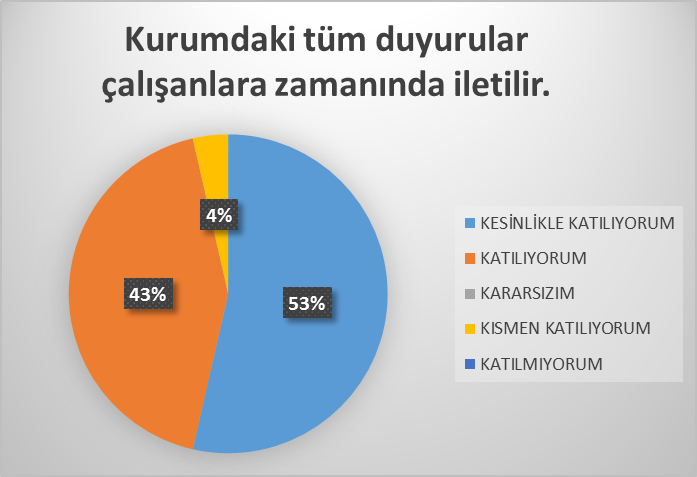 Kurumdaki tüm duyurular
çalışanlara zamanında iletilir.
4%
43%
53%
KESİNLİKLE KATILIYORUM
KATILIYORUM
KARARSIZIM
KISMEN KATILIYORUM
KATILMIYORUM